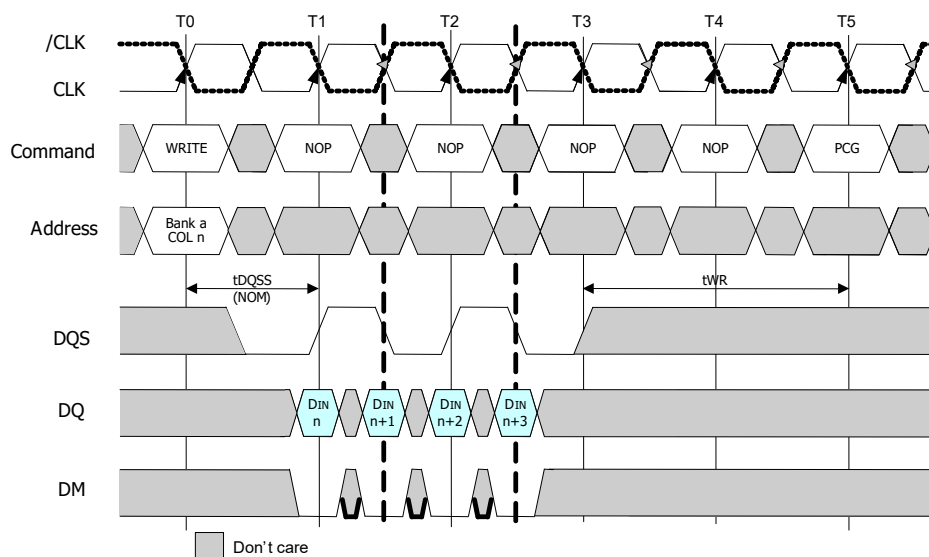 T0 T1 T2 T3 T4 T5
/CLK
CLK
Command WRITE NOP NOP NOP NOP PCG
Address Bank a
COL n
tDQSS
(NOM)
tWR
DQS
DQ DIN DIN DIN DIN
n n+1 n+2 n+3
DM
Don't care